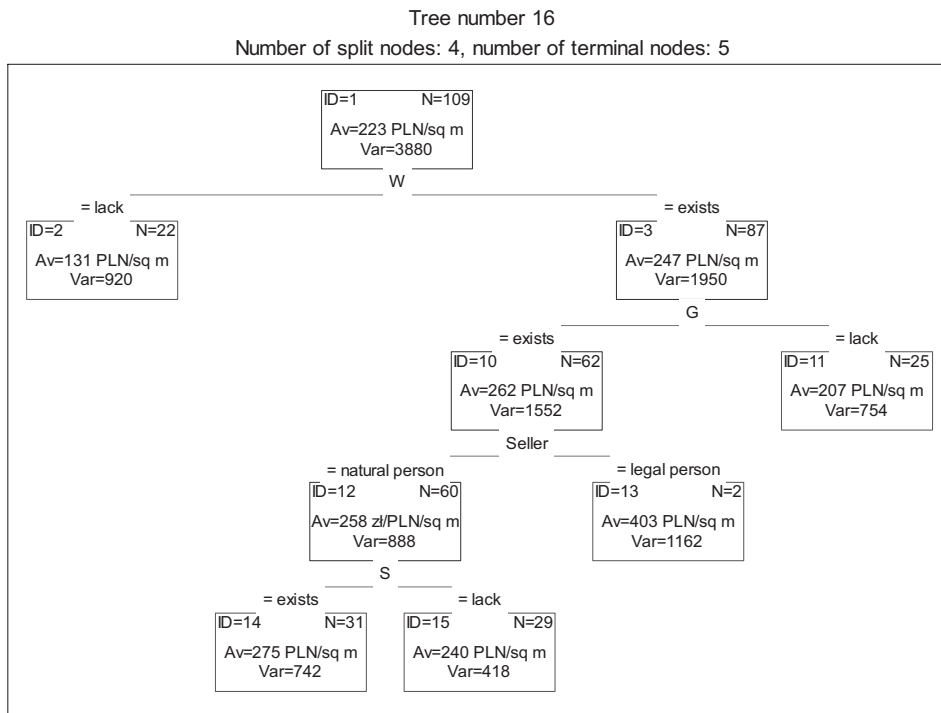 Tree number 16
Number of split nodes: 4, number of terminal nodes: 5
ID=1 N=109
Av=223 PLN/sq m
Var=3880
W
= lack = exists
ID=2 N=22 ID=3 N=87
Av=131 PLN/sq m Av=247 PLN/sq m
Var=920 Var=1950
G
= exists = lack
ID=10 N=62 ID=11 N=25
Av=262 PLN/sq m Av=207 PLN/sq m
Var=1552 Var=754
Seller
= natural person = legal person
ID=12 N=60 ID=13 N=2
Av=258 zł/PLN/sq m Av=403 PLN/sq m
Var=888 Var=1162
S
= exists = lack
ID=14 N=31 ID=15 N=29
Av=275 PLN/sq m Av=240 PLN/sq m
Var=742 Var=418